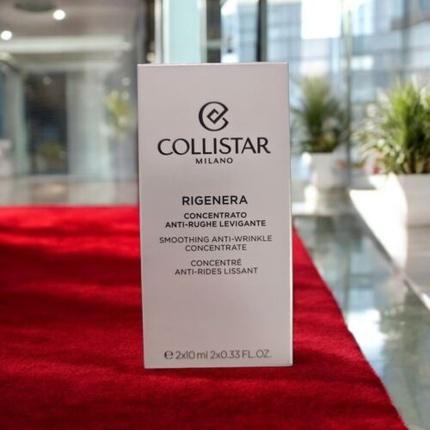 COLLISTAR
MILANO
RIGENERA
CONCENTRATO
ANTI-RUGHE LEVIGANTE
SMOOTHING ANTI-WRINKLE
CONCENTRATE
CONCENTRÉ
ANTI-RIDES LISSANT
℮ 2x10 ml 2x0.33 FL.OZ.